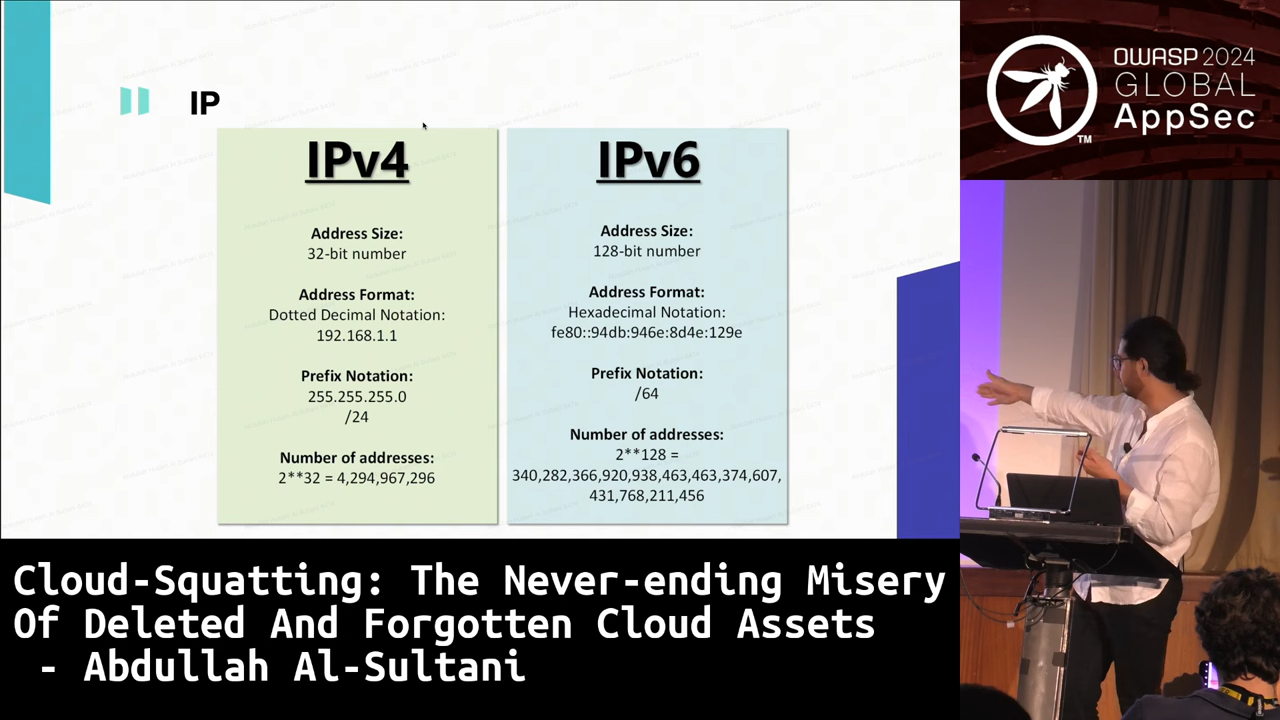 IP
IPv4
Address Size:
32-bit number
Address Format:
Dotted Decimal Notation:
192.168.1.1
Prefix Notation:
255.255.255.0
/24
Number of addresses:
2**32 = 4,294,967,296
IPv6
Address Size:
128-bit number
Address Format:
Hexadecimal Notation:
fe80::94db:946e:8d4e:129e
Prefix Notation:
/64
Number of addresses:
2**128 =
340,282,366,920,938,463,463,374,607,
431,768,211,456
OWASP 2024
GLOBAL
AppSec
TM
Cloud-Squatting: The Never-ending Misery
Of Deleted And Forgotten Cloud Assets
- Abdullah Al-Sultani